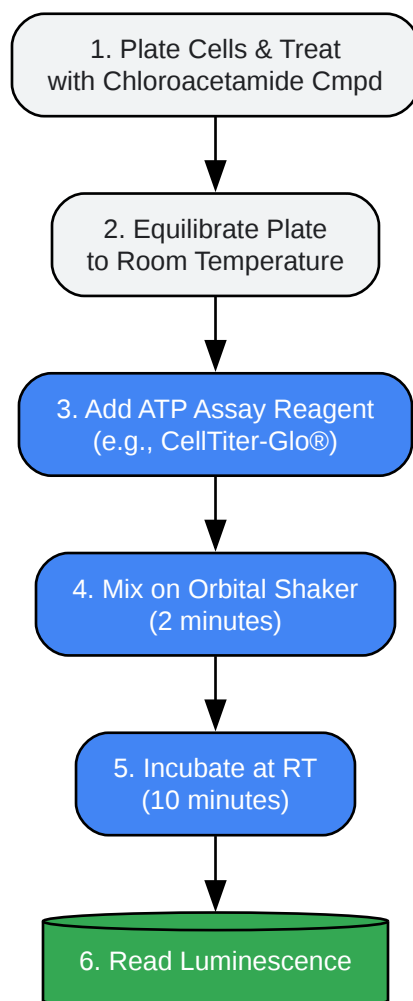 1. Plate Cells & Treat
with Chloroacetamide Cmpd
2. Equilibrate Plate
to Room Temperature
3. Add ATP Assay Reagent
(e.g., CellTiter-Glo®)
4. Mix on Orbital Shaker
(2 minutes)
5. Incubate at RT
(10 minutes)
6. Read Luminescence